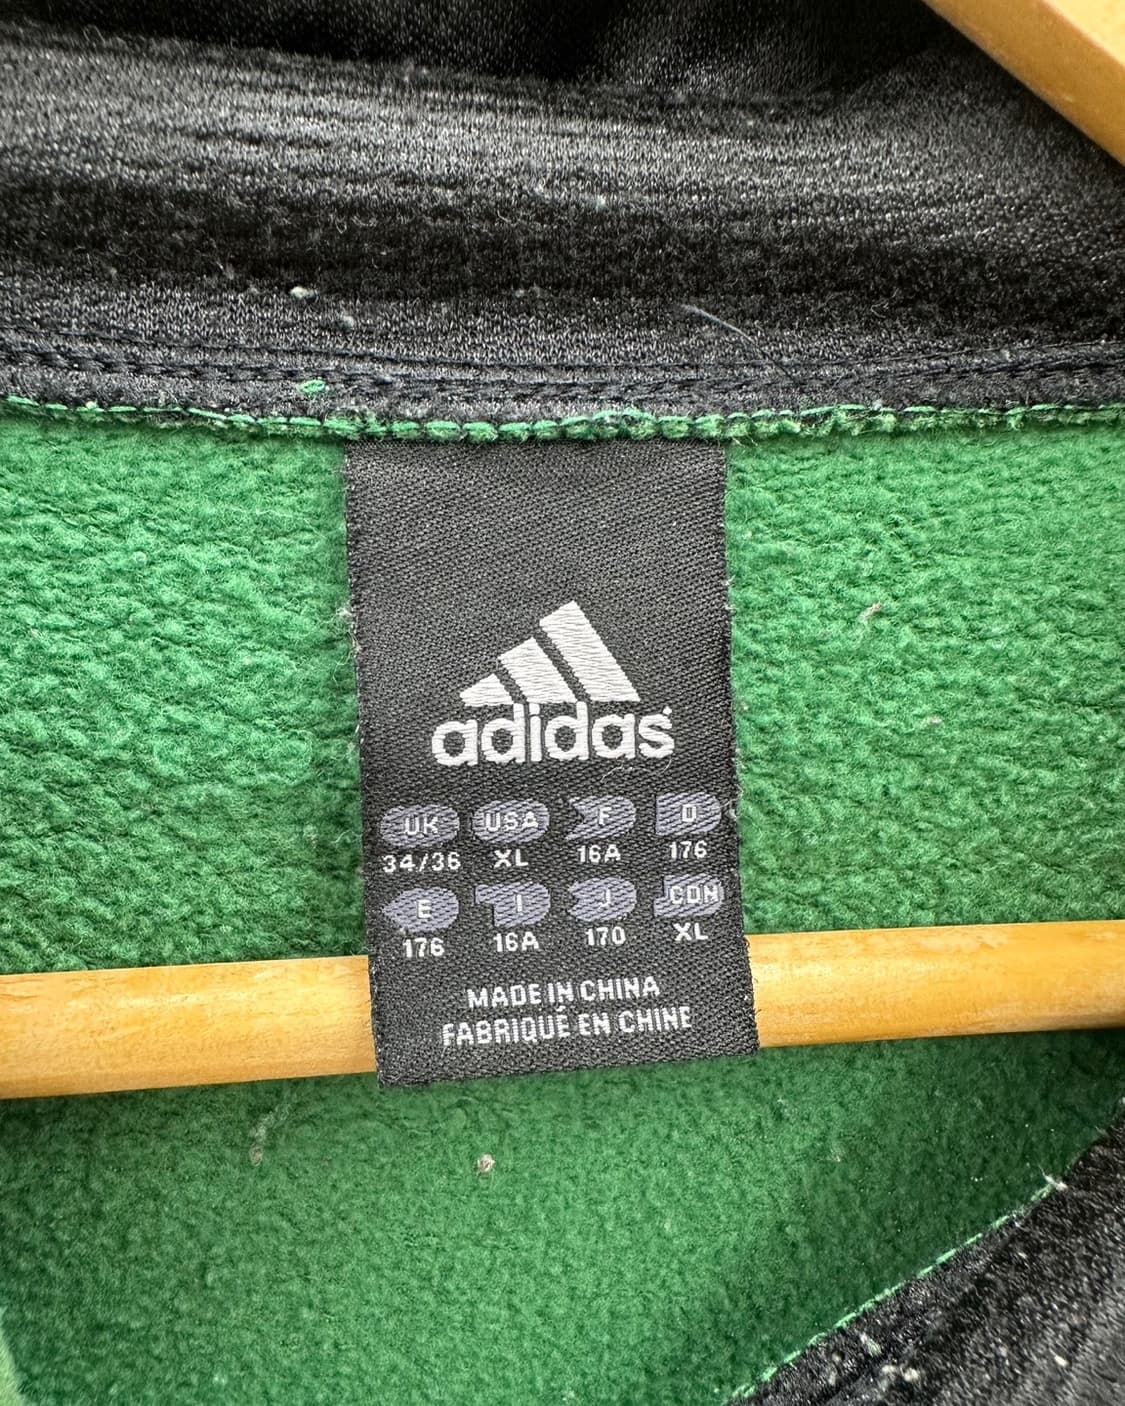 adidas
UK USA F D
34/36 XL 16A 176
E I J CDN
176 16A 170 XL
MADE IN CHINA
FABRIQUÉ EN CHINE